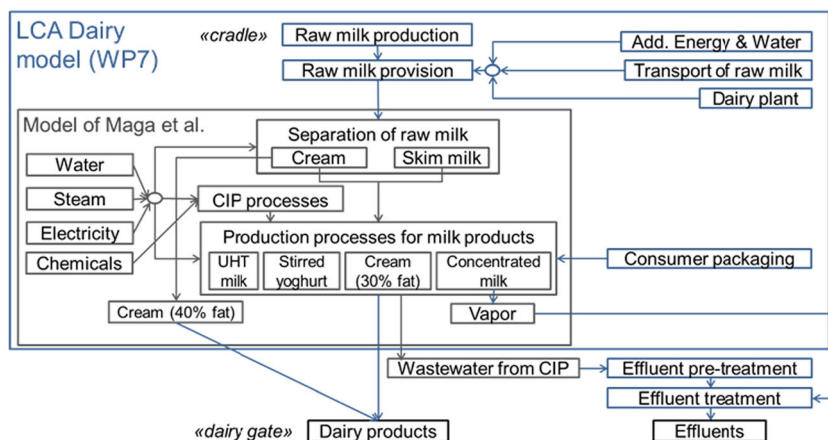 LCA Dairy
model (WP7)
«cradle»
Raw milk production
Raw milk provision
Add. Energy & Water
Transport of raw milk
Dairy plant
Model of Maga et al.
Separation of raw milk
Cream
Skim milk
Water
Steam
Electricity
Chemicals
CIP processes
Production processes for milk products
UHT
milk
Stirred
yoghurt
Cream
(30% fat)
Concentrated
milk
Consumer packaging
Cream (40% fat)
Vapor
Wastewater from CIP
Effluent pre-treatment
Effluent treatment
«dairy gate»
Dairy products
Effluents